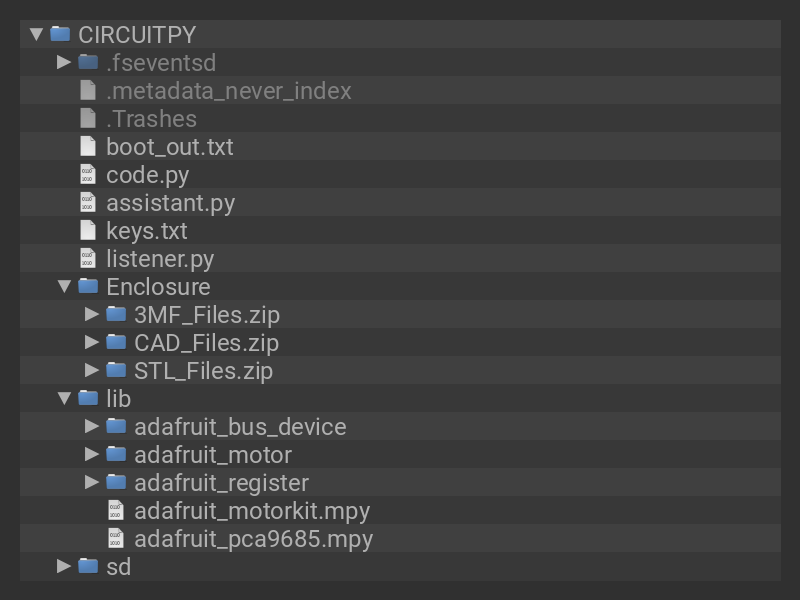 CIRCUITPY
.fseventsd
.metadata_never_index
.Trashes
boot_out.txt
code.py
assistant.py
keys.txt
listener.py
Enclosure
3MF_Files.zip
CAD_Files.zip
STL_Files.zip
lib
adafruit_bus_device
adafruit_motor
adafruit_register
adafruit_motorkit.mpy
adafruit_pca9685.mpy
sd